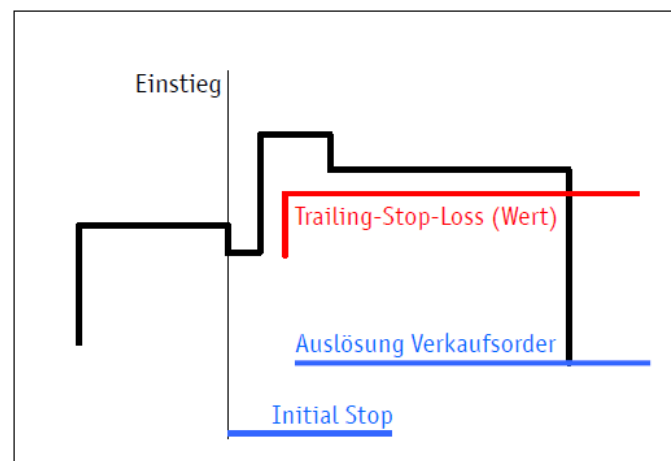 Einstieg
Trailing-Stop-Loss (Wert)
Auslösung Verkaufsorder
Initial Stop